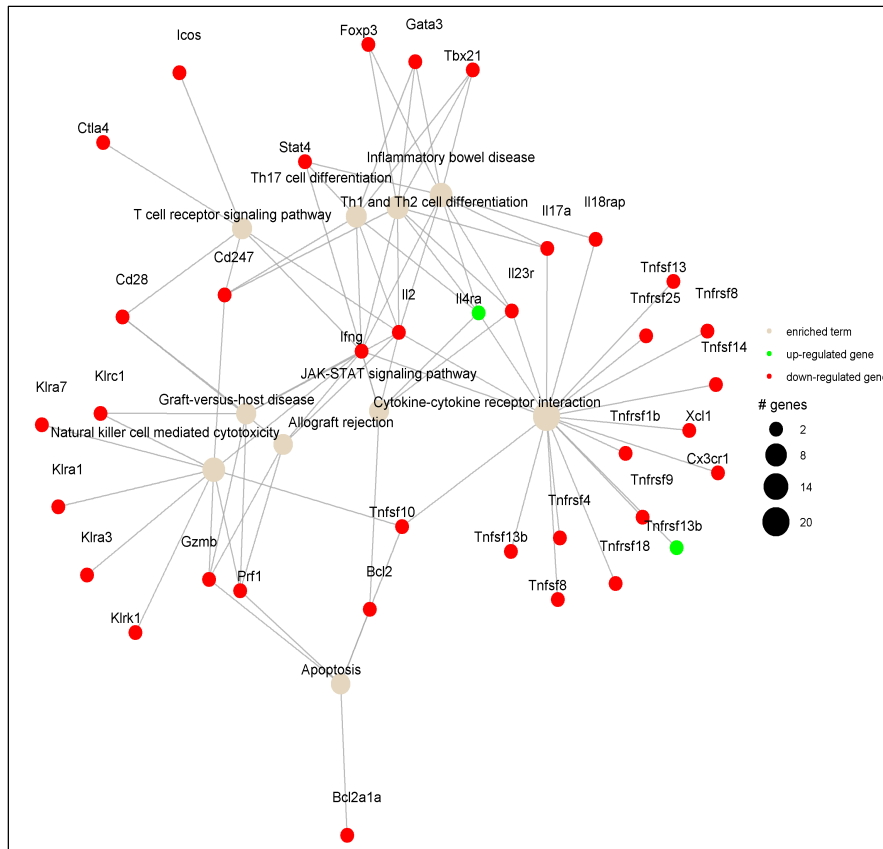 Gata3
Foxp3
Icos
Tbx21
Ctla4
Stat4
Inflammatory bowel disease
Th17 cell differentiation
Th1 and Th2 cell differentiation
T cell receptor signaling pathway
Il17a
Il18rap
Cd247
Cd28
Il23r
Tnfsf13
Il2
Il4ra
Tnfrsf25
Tnfrsf8
enriched term
Ifng
Tnfsf14
up-regulated gene
JAK-STAT signaling pathway
down-regulated gene
Klra7
Klrc1
Graft-versus-host disease
Cytokine-cytokine receptor interaction
# genes
Allograft rejection
Tnfrsf1b
Xcl1
2
Natural killer cell mediated cytotoxicity
8
Cx3cr1
Klra1
Tnfrsf9
14
Tnfsf10
Tnfrsf4
20
Klra3
Gzmb
Tnfsf13b
Tnfrsf13b
Tnfrsf18
Prf1
Bcl2
Tnfsf8
Klrk1
Apoptosis
Bcl2a1a